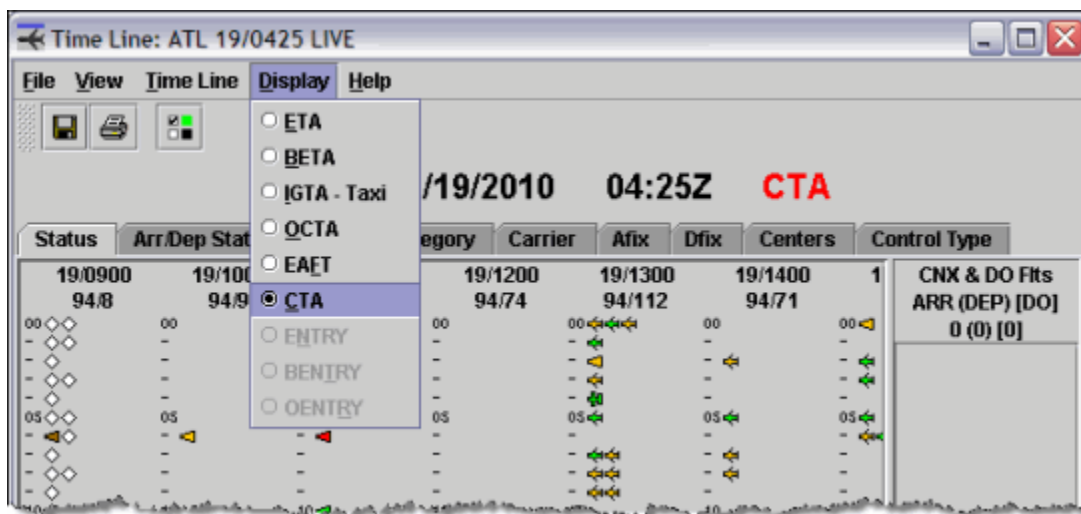 Time Line: ATL 19/0425 LIVE
File View Time Line Display Help
ETA
BETA
IGTA - Taxi
OCTA
EAFT
CTA
ENTRY
BENTRY
OENTRY
/19/2010 04:25Z CTA
Status Arr/Dep Stat egory Carrier Afix Dfix Centers Control Type
19/0900 19/100 19/1200 19/1300 19/1400 1 CNX & DO Flts
94/8 94/9 94/74 94/112 94/71 ARR (DEP) [DO]
00 00 00 00 00 00 0 (0) [0]
05 05 05 05 05 05
10 10